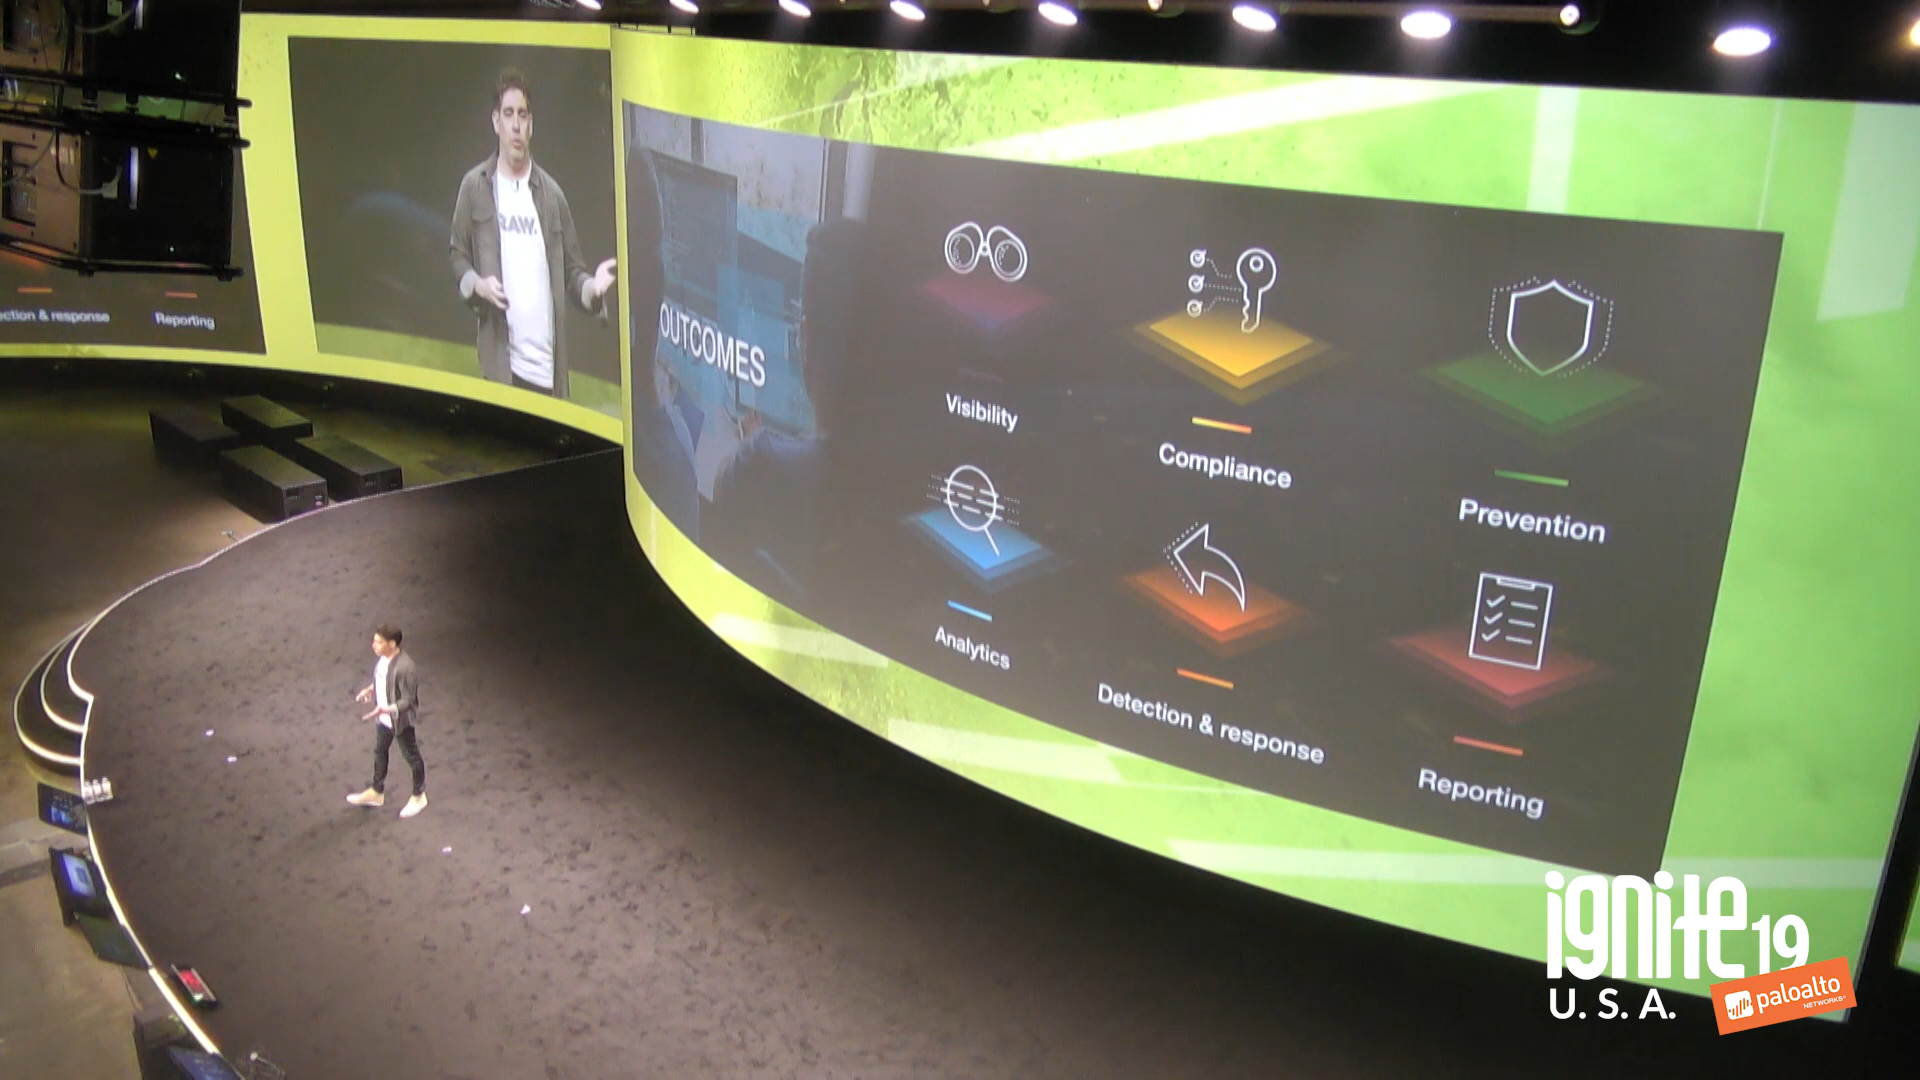 RAW.
ction & response
Reporting
OUTCOMES
Visibility
Compliance
Prevention
Analytics
Detection & response
Reporting
ignite19
U. S. A.
paloalto
NETWORKS